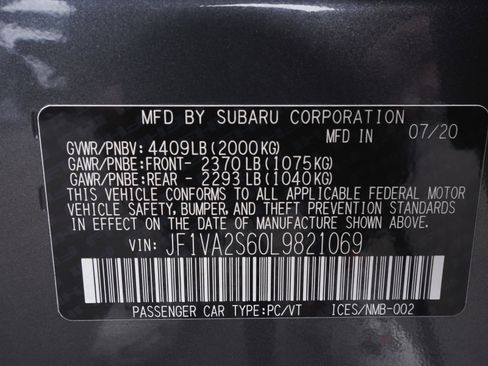 MFD BY SUBARU CORPORATION
MFD IN 07/20
GVWR/PNBV: 4409LB (2000KG)
GAWR/PNBE:FRONT- 2370LB (1075KG)
GAWR/PNBE:REAR - 2293LB (1040KG)
THIS VEHICLE CONFORMS TO ALL APPLICABLE FEDERAL MOTOR
VEHICLE SAFETY, BUMPER, AND THEFT PREVENTION STANDARDS
IN EFFECT ON THE DATE OF MANUFACTURE SHOWN ABOVE.
VIN: JF1VA2S60L9821069
PASSENGER CAR TYPE:PC/VT ICES/NMB-002